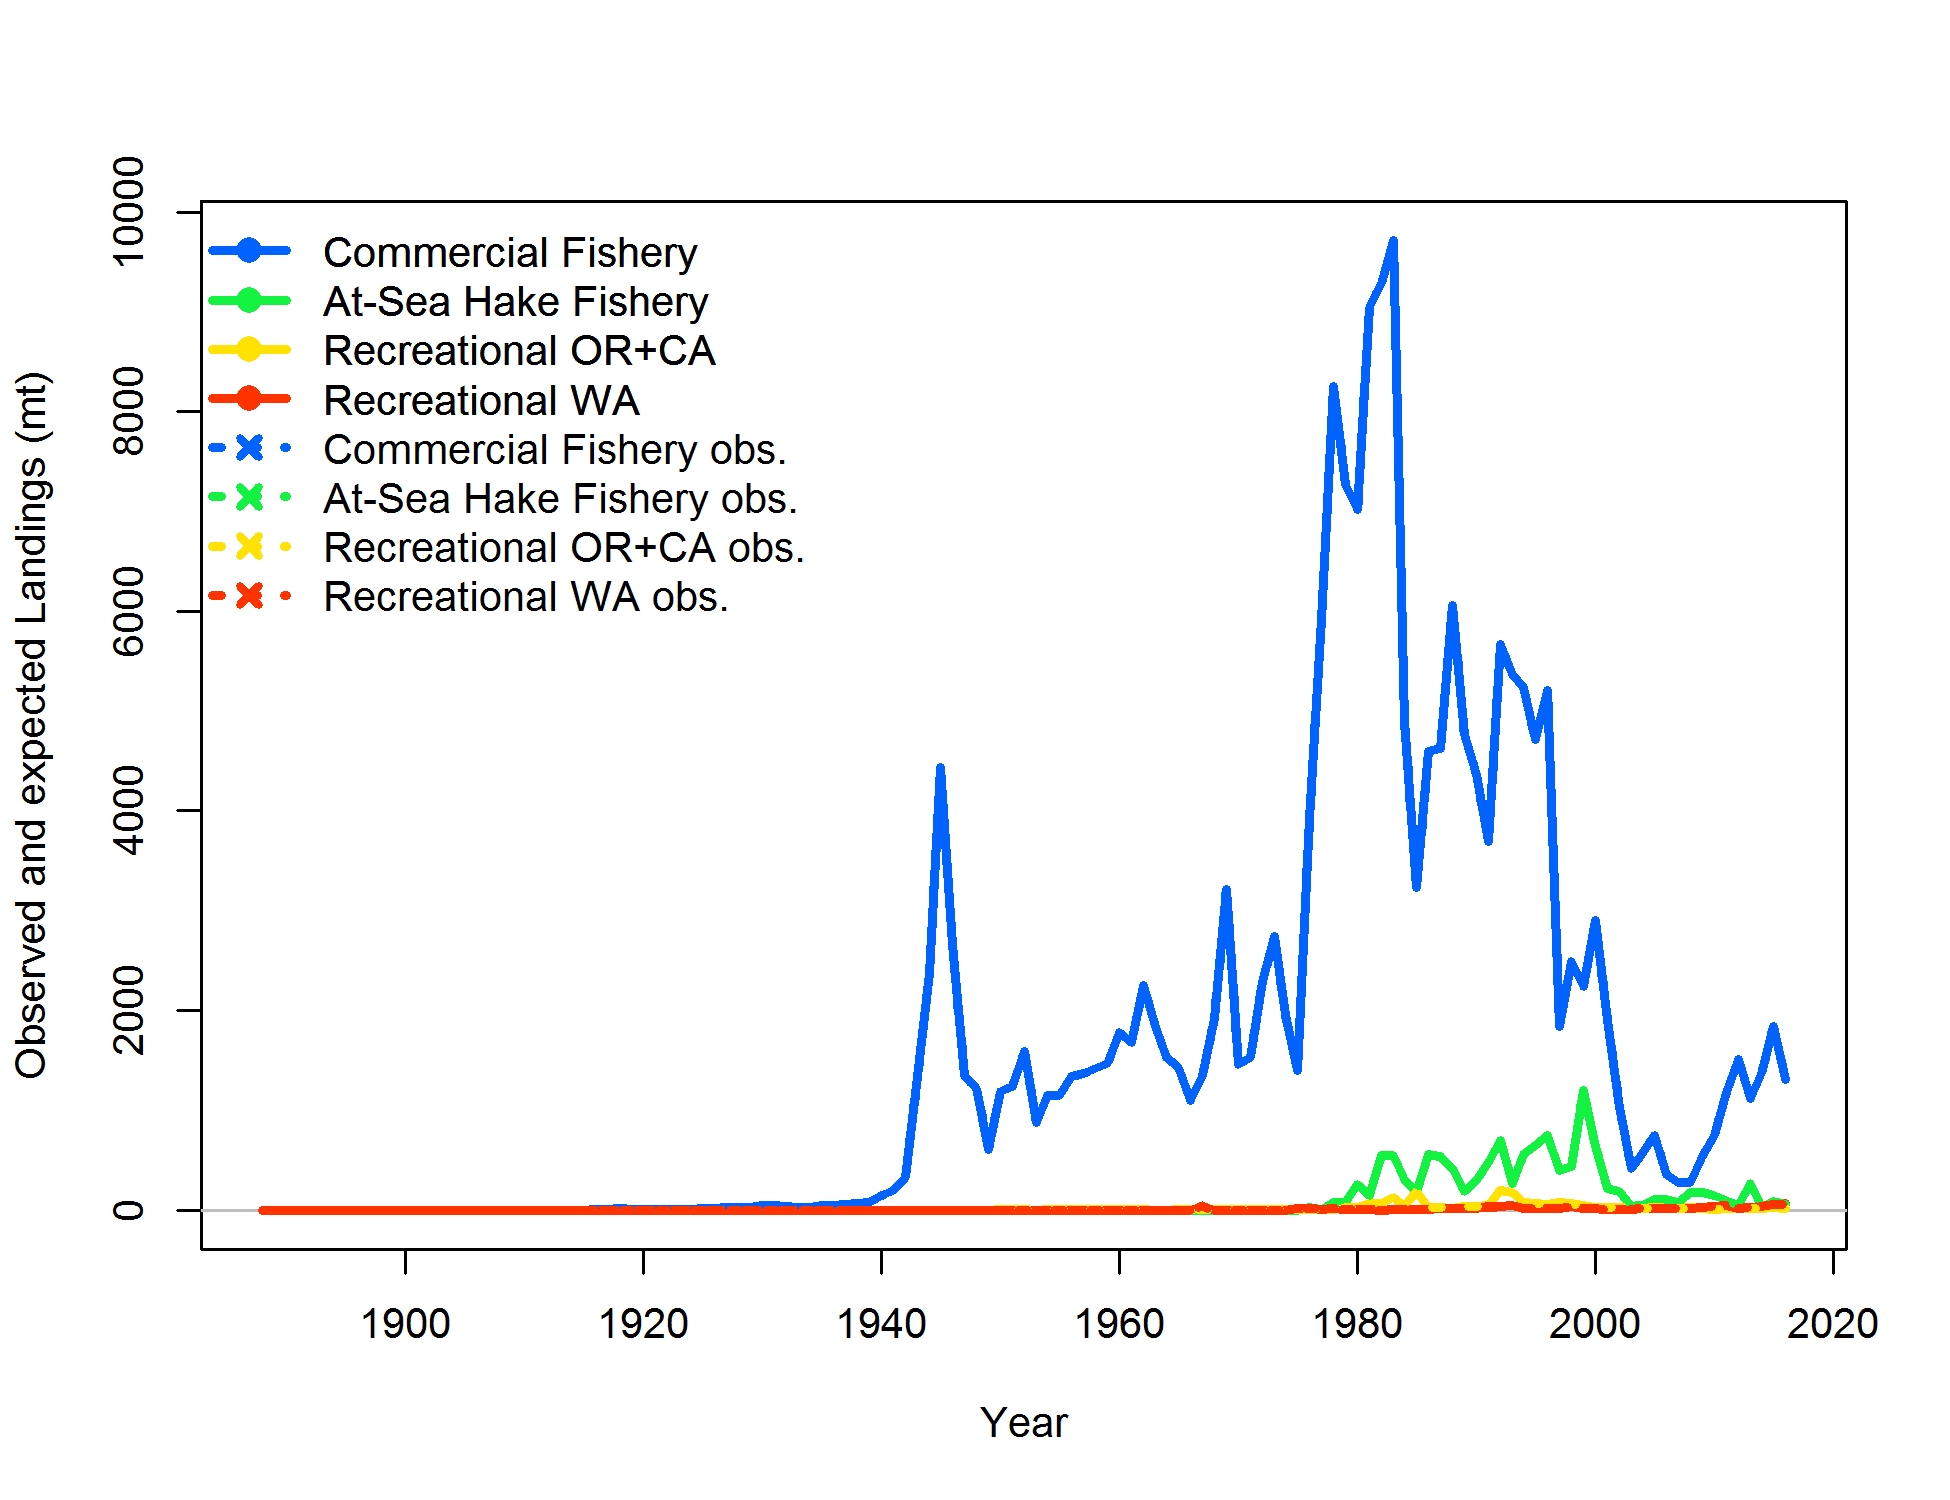 Commercial Fishery
At-Sea Hake Fishery
Recreational OR+CA
Recreational WA
Commercial Fishery obs.
At-Sea Hake Fishery obs.
Recreational OR+CA obs.
Recreational WA obs.
Observed and expected Landings (mt)
10000
8000
6000
4000
2000
0
1900 1920 1940 1960 1980 2000 2020
Year